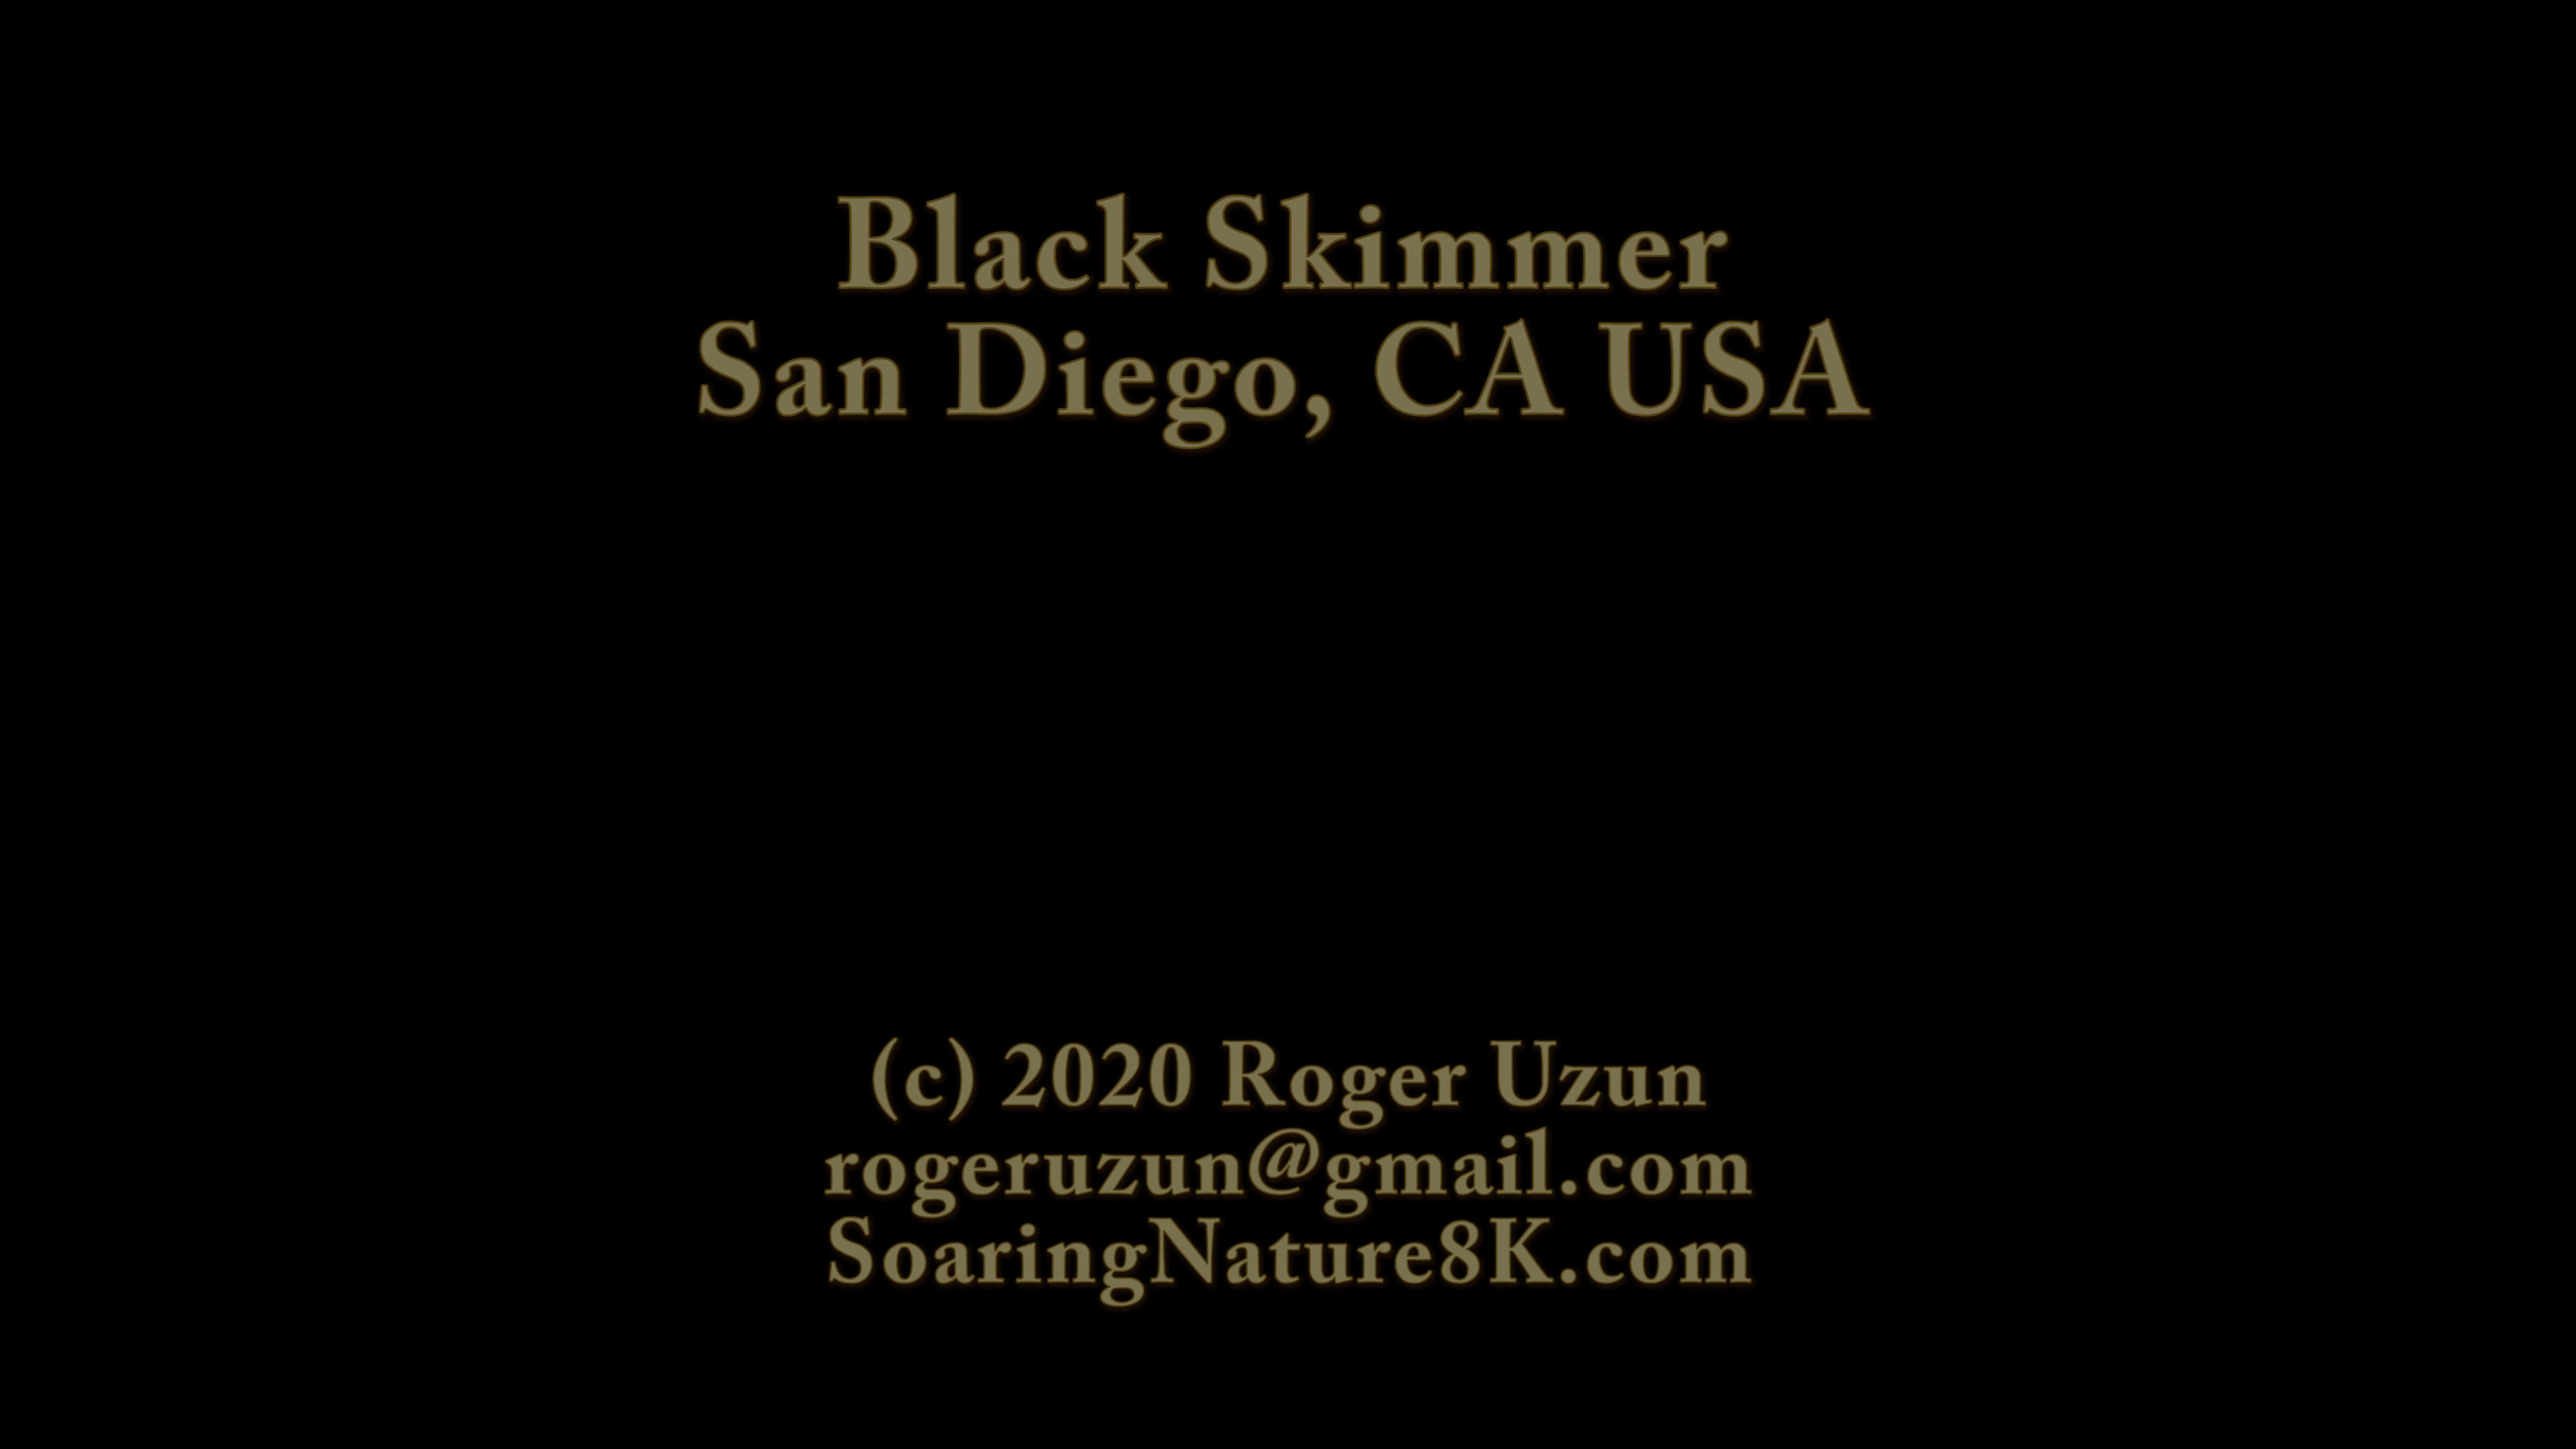 Black Skimmer
San Diego, CA USA
(c) 2020 Roger Uzun
rogeruzun@gmail.com
SoaringNature8K.com